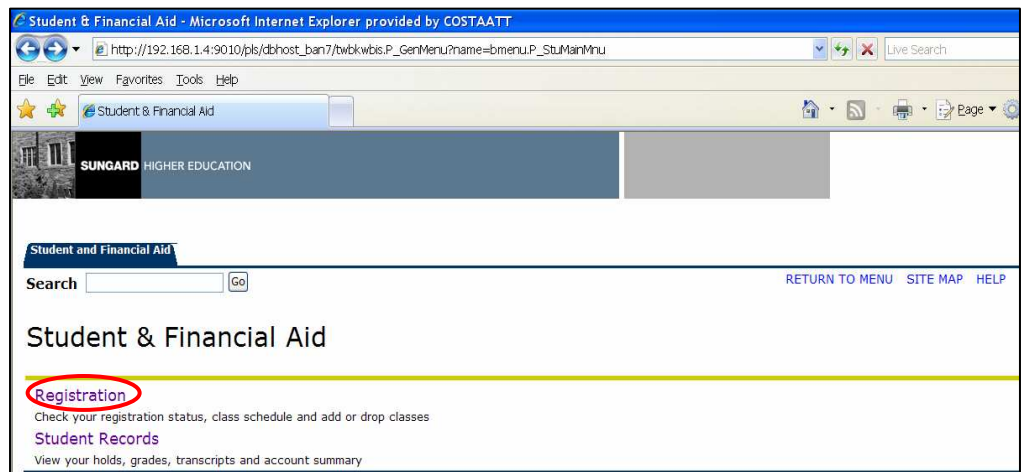 Student & Financial Aid - Microsoft Internet Explorer provided by COSTAATT
http://192.168.1.4:9010/pls/dbhost_ban7/twbkwbis.P_GenMenu?name=bmenu.P_StuMainMnu
Live Search
File Edit View Favorites Tools Help
Student & Financial Aid
Page
SUNGARD HIGHER EDUCATION
Student and Financial Aid
Search Go
RETURN TO MENU SITE MAP HELP
Student & Financial Aid
Registration
Check your registration status, class schedule and add or drop classes
Student Records
View your holds, grades, transcripts and account summary